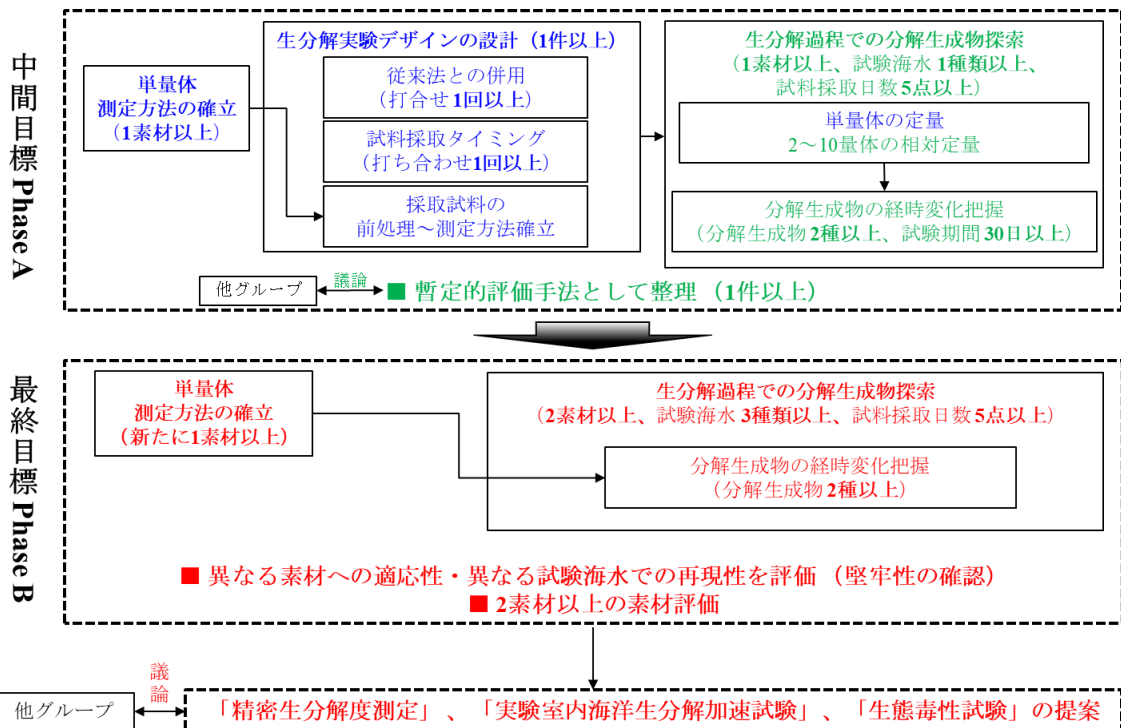 中間目標 Phase A
単量体
測定方法の確立
（1素材以上）
生分解実験デザインの設計（1件以上）
従来法との併用
（打合せ1回以上）
試料採取タイミング
（打ち合わせ1回以上）
採取試料の
前処理～測定方法確立
生分解過程での分解生成物探索
（1素材以上、試験海水 1種類以上、
試料採取日数 5点以上）
単量体の定量
2～10量体の相対定量
分解生成物の経時変化把握
（分解生成物 2種以上、試験期間 30日以上）
他グループ
議論
■ 暫定的評価手法として整理（1件以上）
最終目標 Phase B
単量体
測定方法の確立
（新たに1素材以上）
生分解過程での分解生成物探索
（2素材以上、試験海水 3種類以上、試料採取日数 5点以上）
分解生成物の経時変化把握
（分解生成物 2種以上）
■ 異なる素材への適応性・異なる試験海水での再現性を評価（堅牢性の確認）
■ 2素材以上の素材評価
他グループ
議論
「精密生分解度測定」、「実験室内海洋生分解加速試験」、「生態毒性試験」の提案